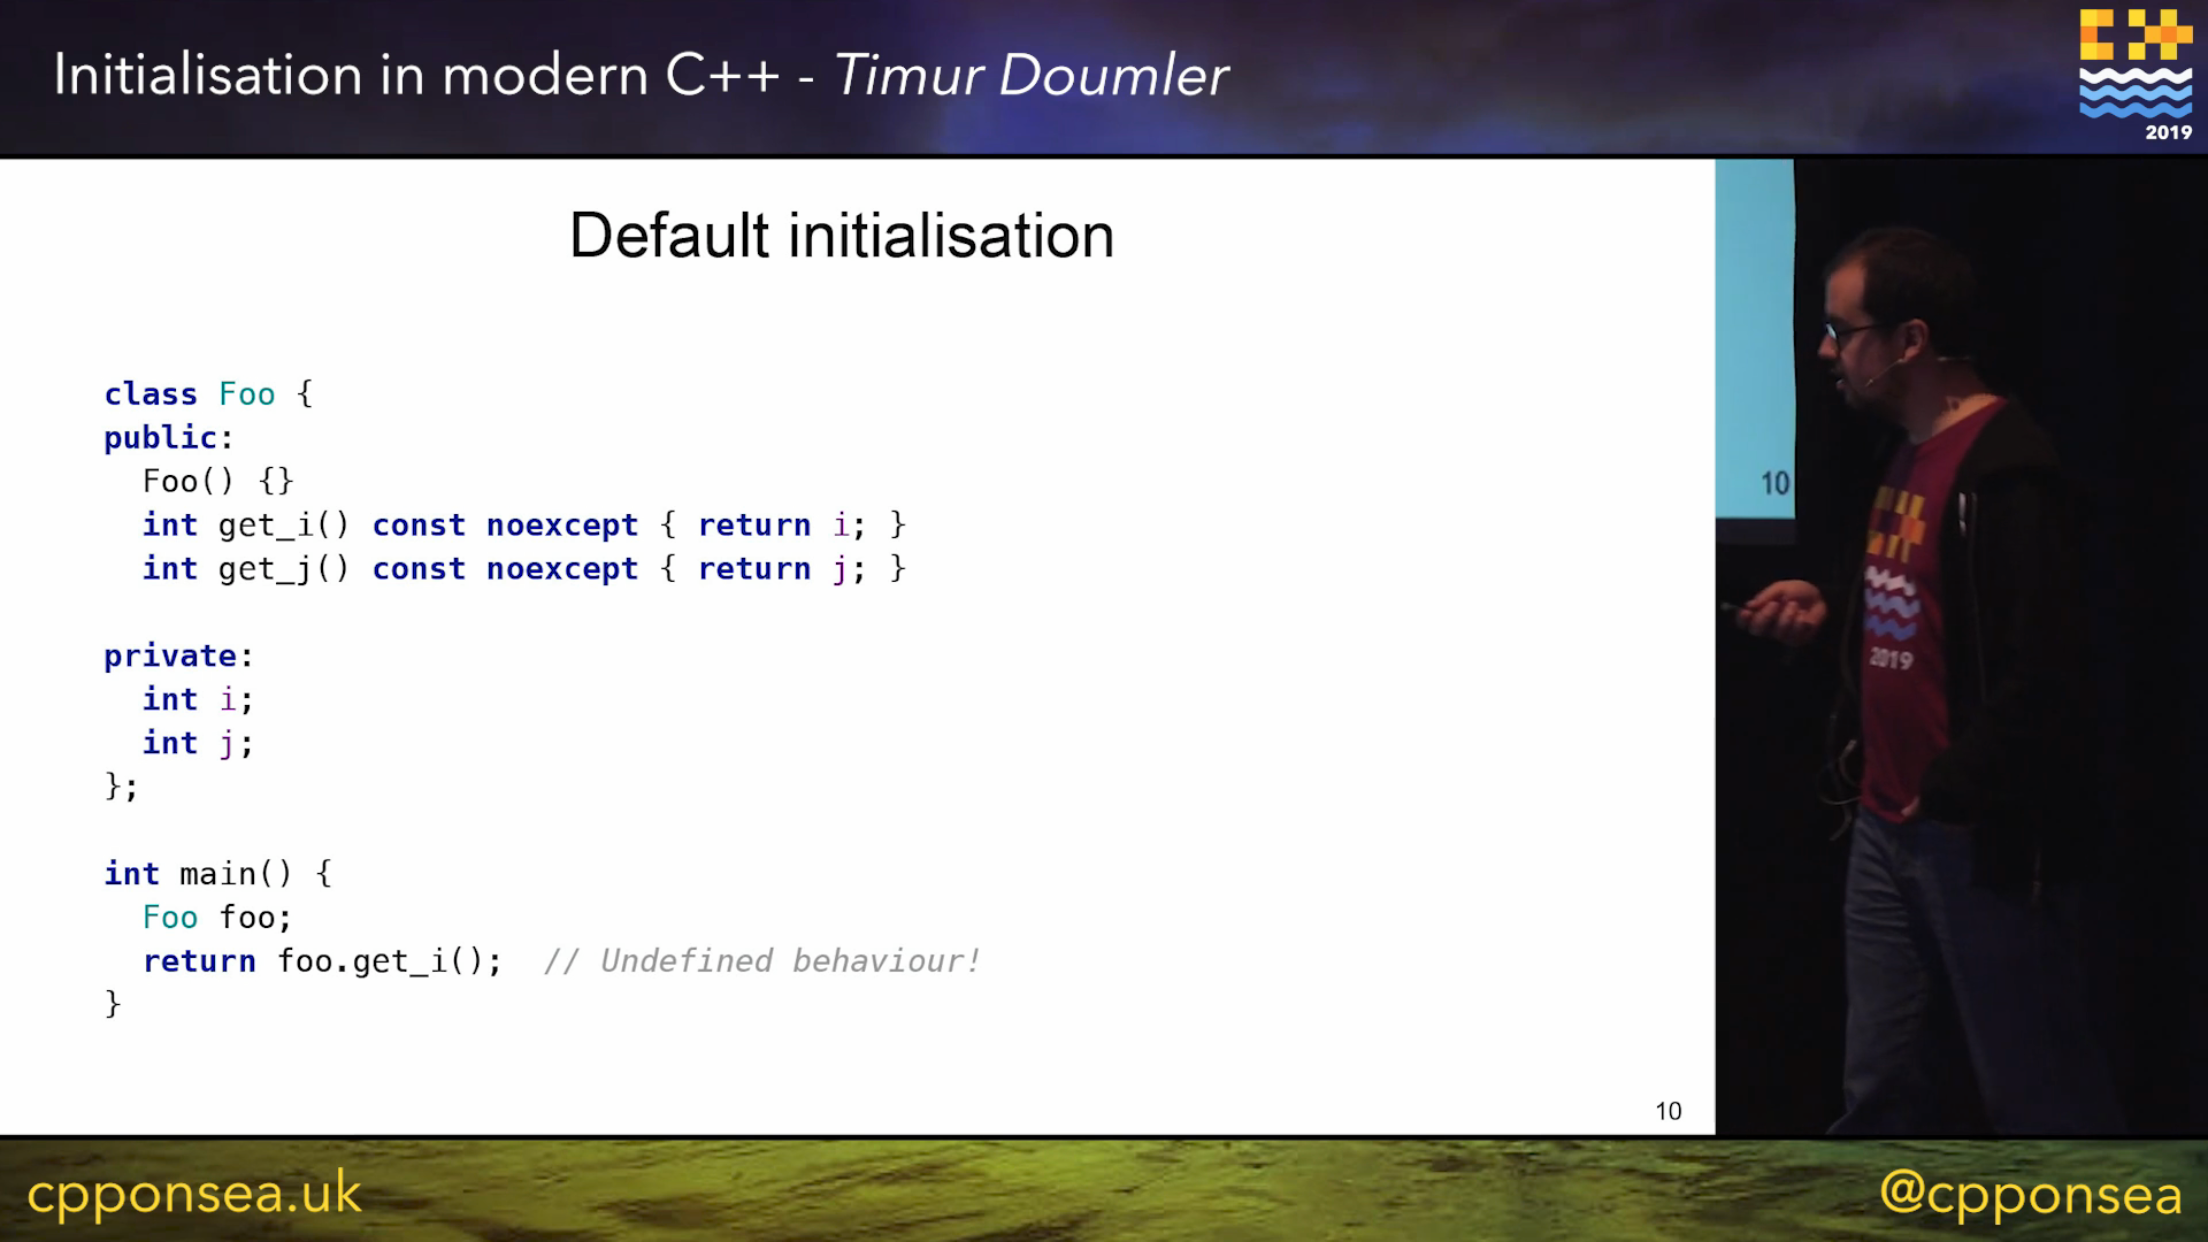 Initialisation in modern C++ - Timur Doumler
2019
Default initialisation
class Foo {
public:
  Foo() {}
  int get_i() const noexcept { return i; }
  int get_j() const noexcept { return j; }
private:
  int i;
  int j;
};
int main() {
  Foo foo;
  return foo.get_i();  // Undefined behaviour!
}
10
10
2019
cpponsea.uk
@cpponsea